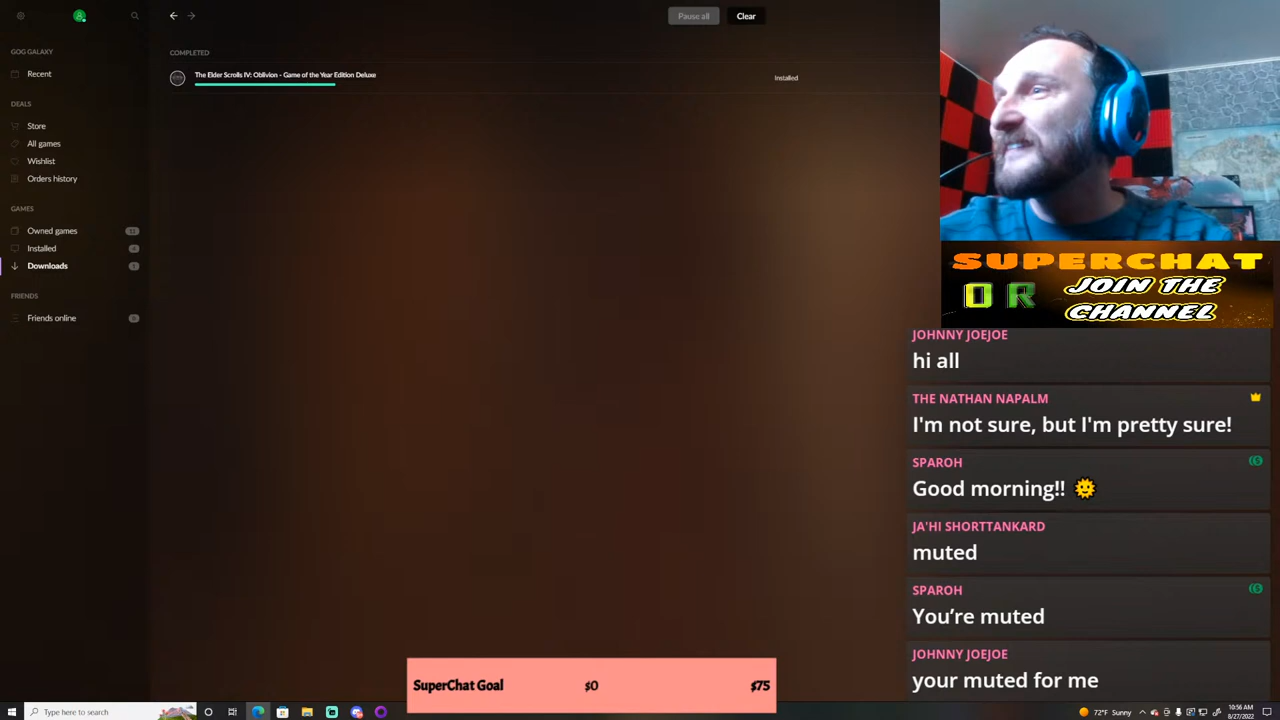 Pause all
Clear
GOG GALAXY
Recent
DEALS
Store
All games
Wishlist
Orders history
GAMES
Owned games
Installed
Downloads
FRIENDS
Friends online
COMPLETED
The Elder Scrolls IV: Oblivion - Game of the Year Edition Deluxe
Installed
SUPERCHAT
OR JOIN THE
CHANNEL
JOHNNY JOEJOE
hi all
THE NATHAN NAPALM
I'm not sure, but I'm pretty sure!
SPAROH
Good morning!! 🌞
JA'HI SHORTTANKARD
muted
SPAROH
You’re muted
JOHNNY JOEJOE
your muted for me
SuperChat Goal $0 $75
Type here to search
72°F Sunny
10:56 AM
8/27/2022